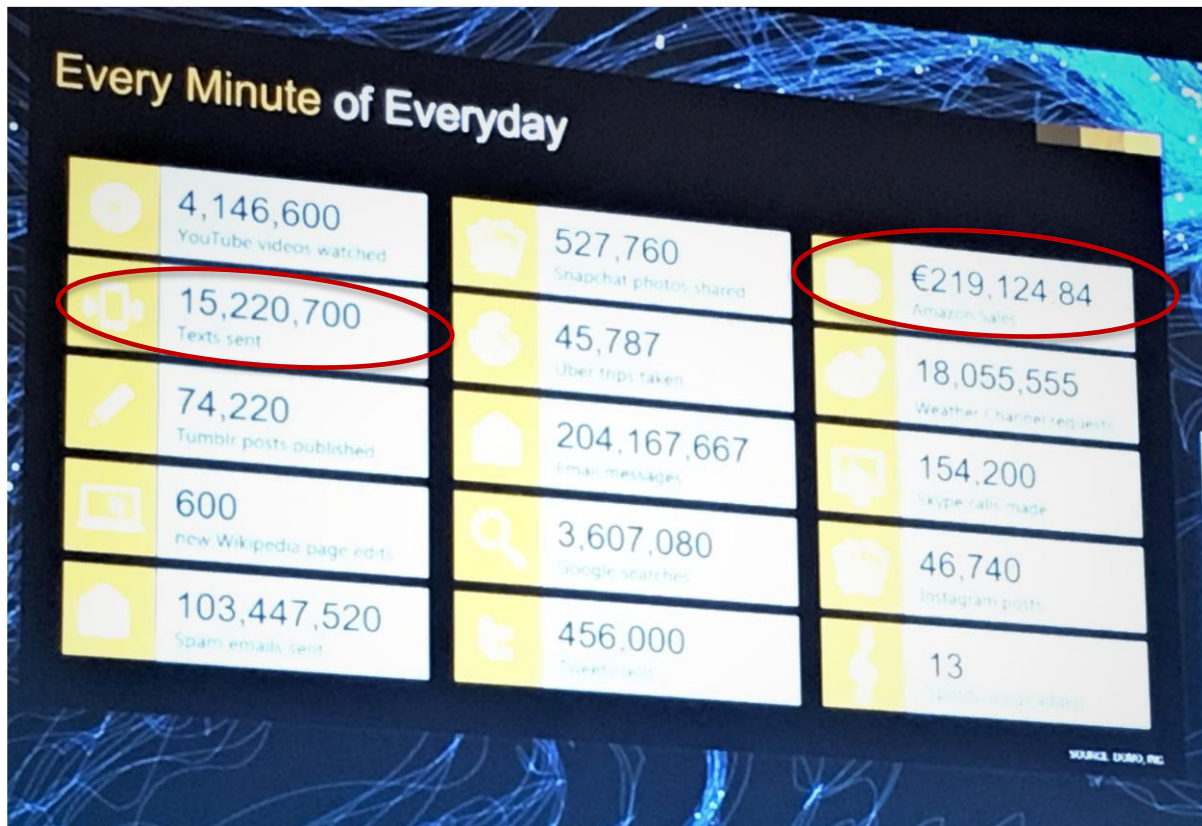 Every Minute of Everyday
4,146,600
YouTube videos watched
15,220,700
Texts sent
74,220
Tumblr posts published
600
new Wikipedia page edits
103,447,520
Spam emails sent
527,760
Snapchat photos shared
45,787
Uber trips taken
204,167,667
Email messages
3,607,080
Google searches
456,000
Tweets sent
€219,124.84
Amazon Sales
18,055,555
Weather Channel requests
154,200
Skype calls made
46,740
Instagram posts
13
Spotify songs added
SOURCE: DOMO, INC